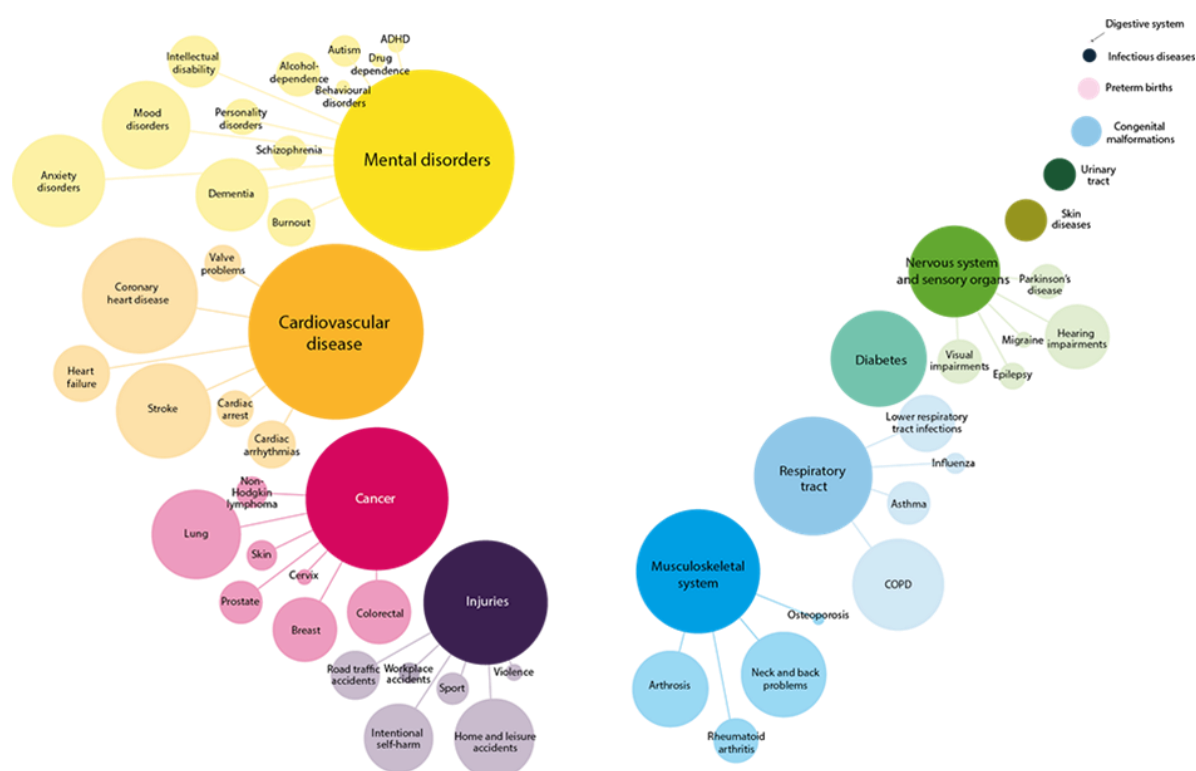 Intellectual
disability
Alcohol-
dependence
Autism
ADHD
Drug
dependence
Behavioural
disorders
Mood
disorders
Personality
disorders
Schizophrenia
Mental disorders
Anxiety
disorders
Dementia
Burnout
Valve
problems
Coronary
heart disease
Cardiovascular
disease
Heart
failure
Stroke
Cardiac
arrest
Cardiac
arrhythmias
Non-
Hodgkin
lymphoma
Cancer
Lung
Skin
Cervix
Prostate
Breast
Colorectal
Injuries
Road traffic
accidents
Workplace
accidents
Sport
Violence
Intentional
self-harm
Home and leisure
accidents
Digestive system
Infectious diseases
Preterm births
Congenital
malformations
Urinary
tract
Skin
diseases
Nervous system
and sensory organs
Parkinson's
disease
Migraine
Hearing
impairments
Visual
impairments
Epilepsy
Diabetes
Lower respiratory
tract infections
Influenza
Respiratory
tract
Asthma
COPD
Musculoskeletal
system
Osteoporosis
Arthrosis
Neck and back
problems
Rheumatoid
arthritis